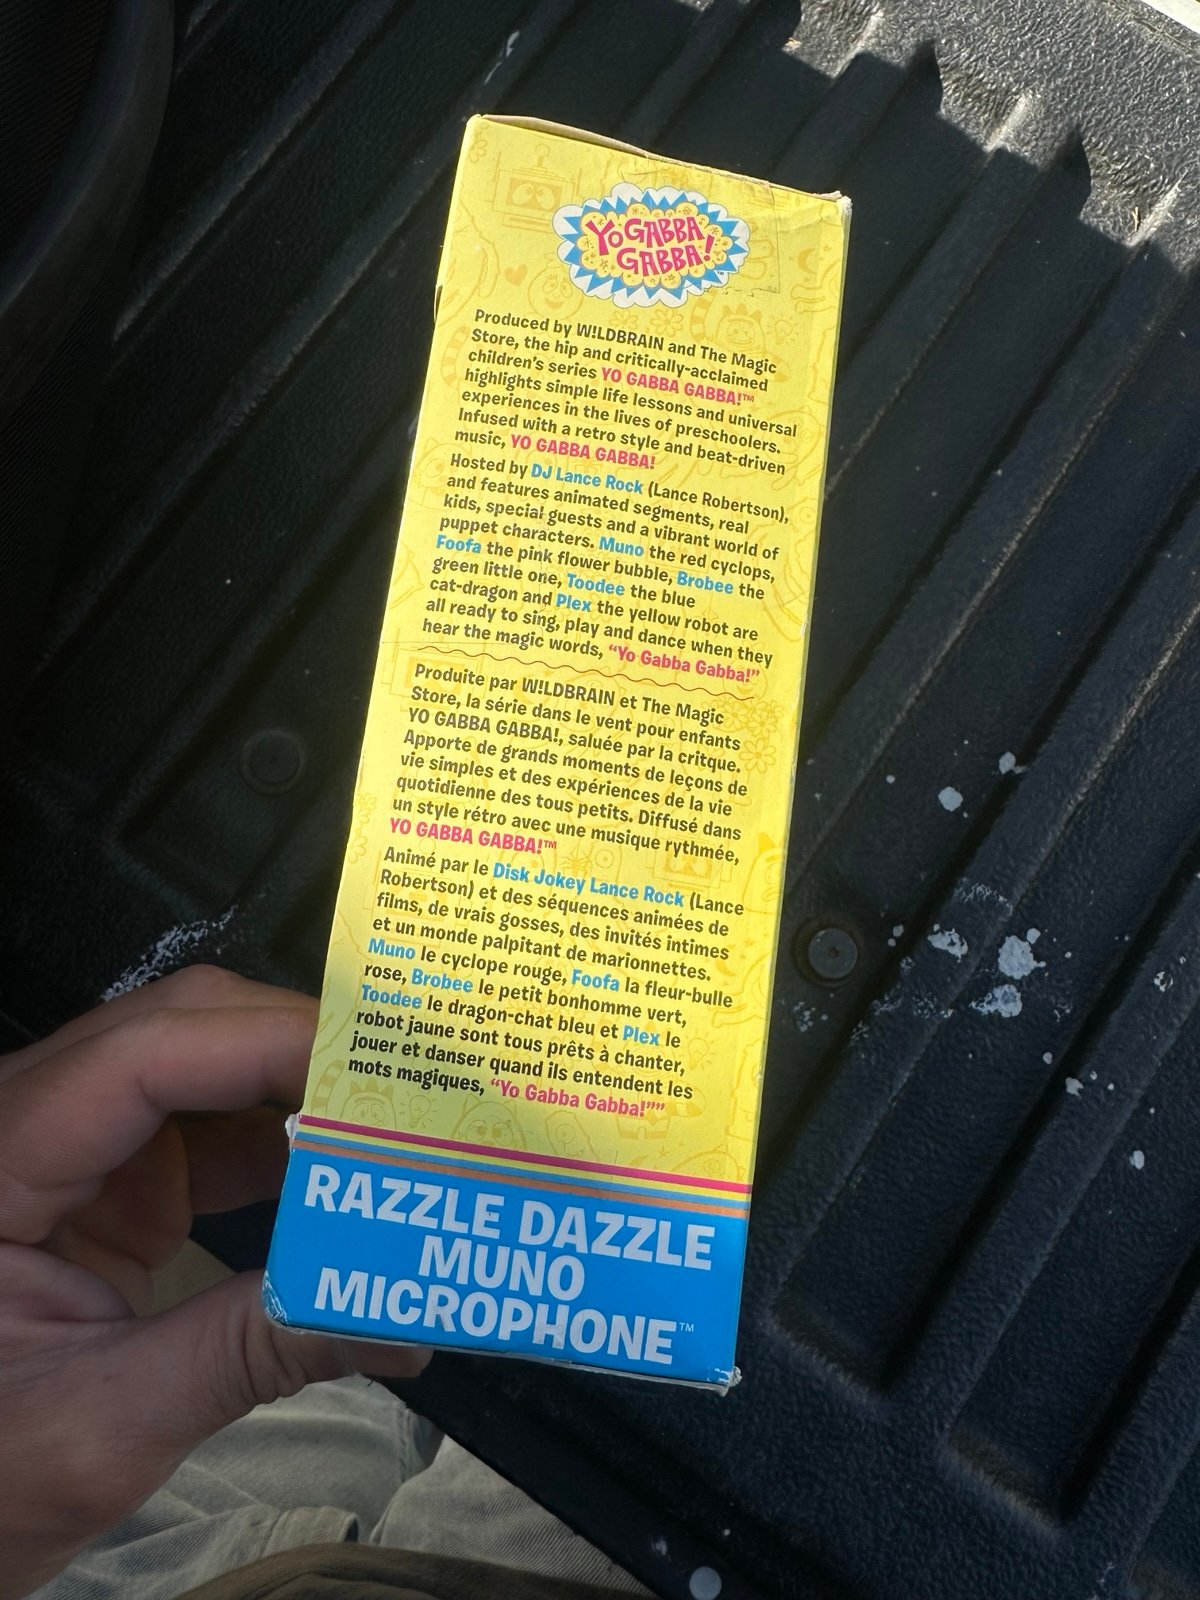 YO GABBA
GABBA!
Produced by W!LDBRAIN and The Magic
Store, the hip and critically-acclaimed
children's series YO GABBA GABBA!™
highlights simple life lessons and universal
experiences in the lives of preschoolers.
Infused with a retro style and beat-driven
music, YO GABBA GABBA!
Hosted by DJ Lance Rock (Lance Robertson),
and features animated segments, real
kids, special guests and a vibrant world of
puppet characters. Muno the red cyclops,
Foofa the pink flower bubble, Brobee the
green little one, Toodee the blue
cat-dragon and Plex the yellow robot are
all ready to sing, play and dance when they
hear the magic words, "Yo Gabba Gabba!"
Produite par W!LDBRAIN et The Magic
Store, la série dans le vent pour enfants
YO GABBA GABBA!, saluée par la critque.
Apporte de grands moments de leçons de
vie simples et des expériences de la vie
quotidienne des tous petits. Diffusé dans
un style rétro avec une musique rythmée,
YO GABBA GABBA!™
Animé par le Disk Jokey Lance Rock (Lance
Robertson) et des séquences animées de
films, de vrais gosses, des invités intimes
et un monde palpitant de marionnettes.
Muno le cyclope rouge, Foofa la fleur-bulle
rose, Brobee le petit bonhomme vert,
Toodee le dragon-chat bleu et Plex le
robot jaune sont tous prêts à chanter,
jouer et danser quand ils entendent les
mots magiques, "Yo Gabba Gabba!""
RAZZLE DAZZLE
MUNO
MICROPHONE™